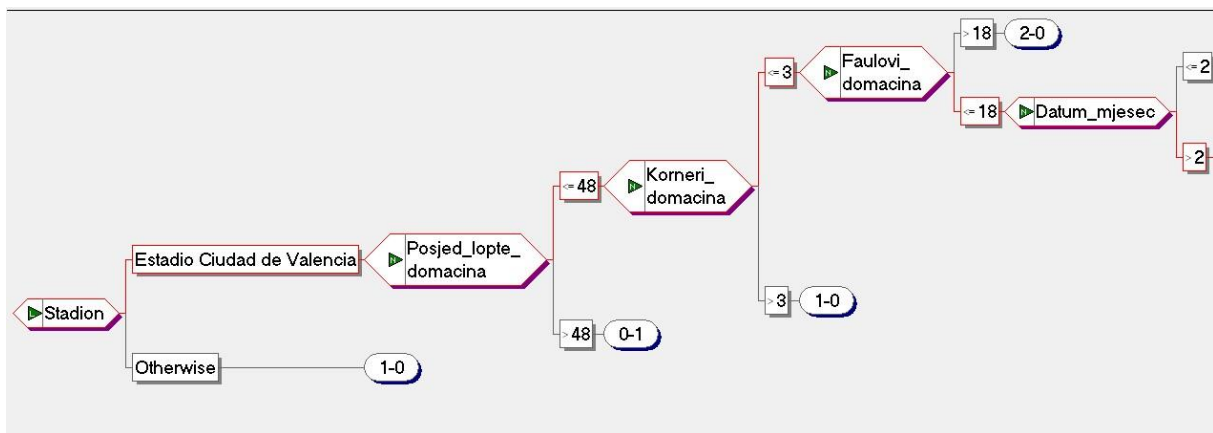 Stadion
Estadio Ciudad de Valencia
Otherwise
1-0
Posjed_lopte_
domacina
<= 48
> 48
0-1
Korneri_
domacina
<= 3
> 3
1-0
Faulovi_
domacina
> 18
2-0
<= 18
Datum_mjesec
<= 2
> 2